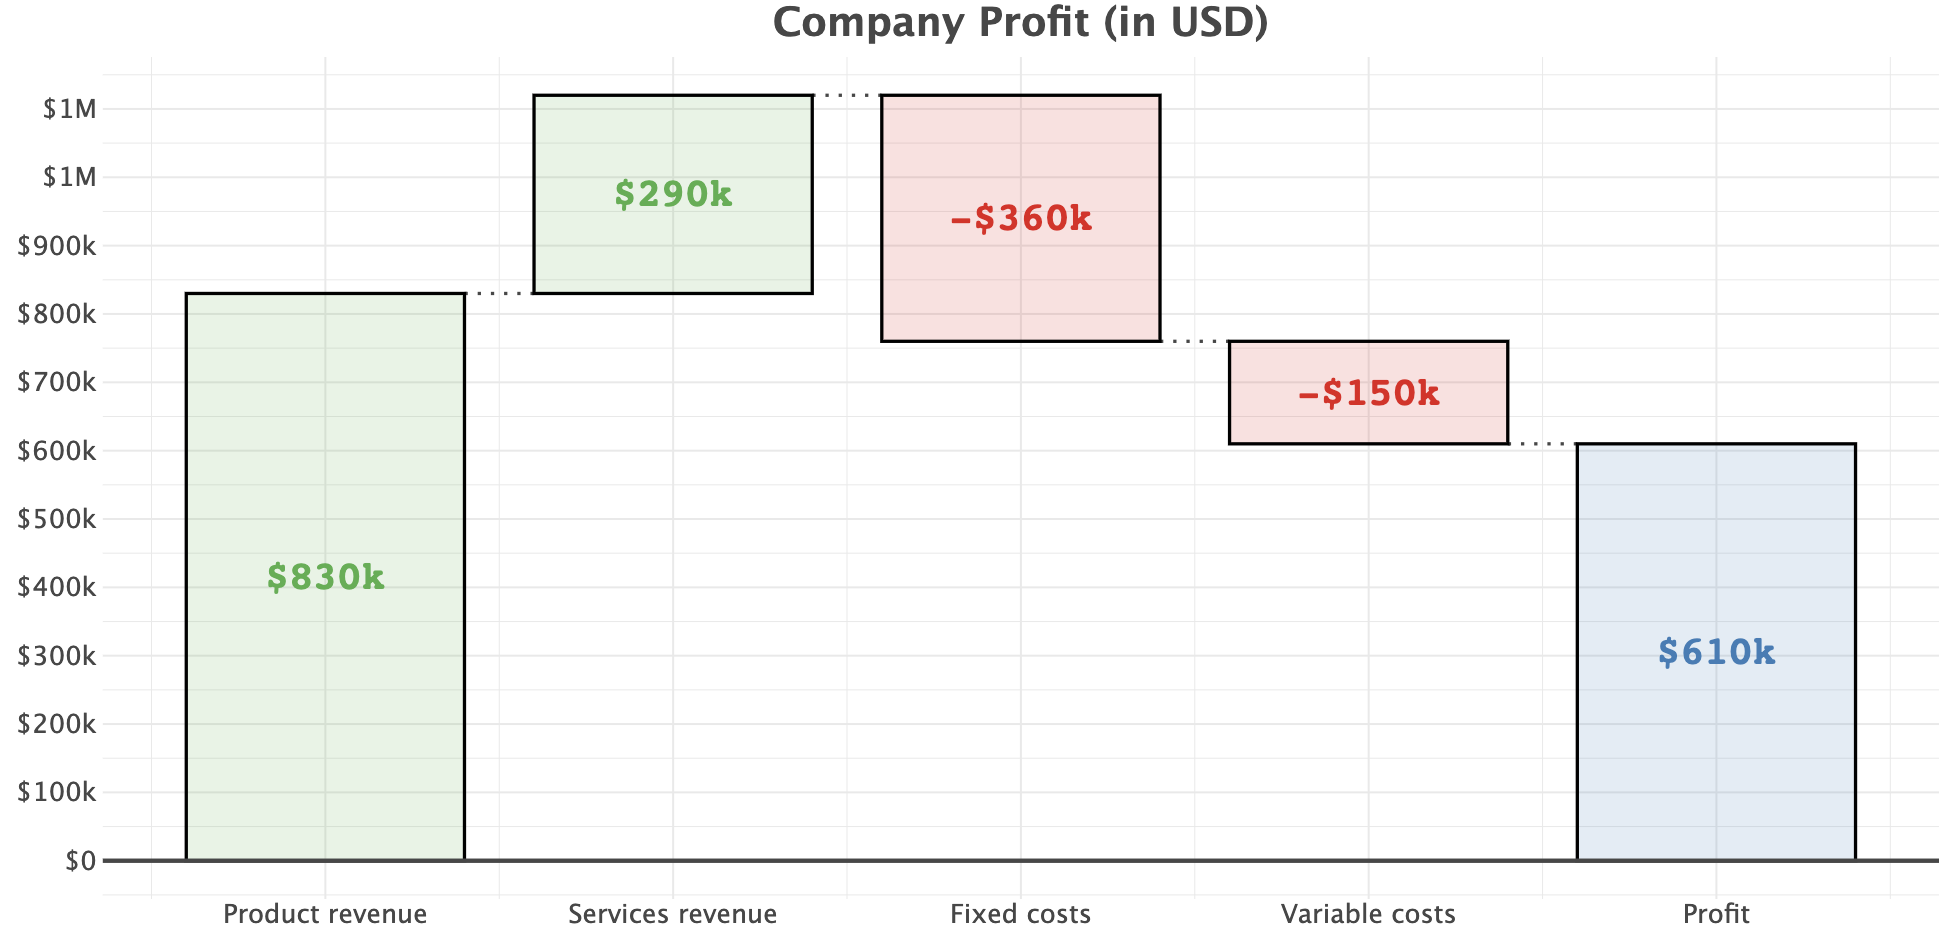 Company Profit (in USD)
$1M
$1M
$900k
$800k
$700k
$600k
$500k
$400k
$300k
$200k
$100k
$0
$830k
$290k
−$360k
−$150k
$610k
Product revenue
Services revenue
Fixed costs
Variable costs
Profit